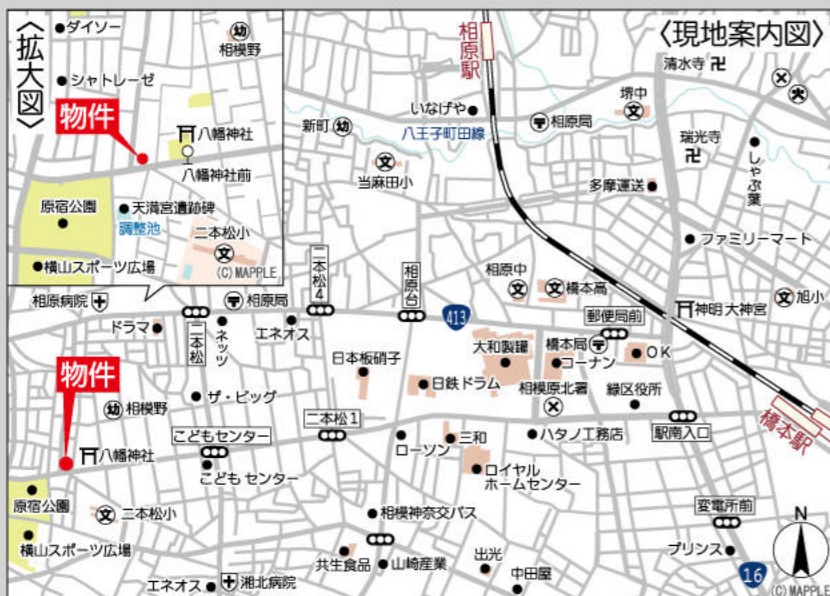 〈拡大図〉
ダイソー
幼
相模野
シャトレーゼ
物件
八幡神社
八幡神社前
原宿公園
天満宮遺跡碑
調整池
二本松小
文
横山スポーツ広場
(C)MAPPLE
〈現地案内図〉
相原駅
清水寺
いなげや
堺中
文
大
新町
幼
八王子町田線
相原局
瑞光寺
文
当麻田小
しゃぶ葉
多摩運送
ファミリーマート
相原病院
相原局
二本松4
相原台
相原中
文
文
橋本高
神明大神宮
文
旭小
413
郵便局前
ドラマ
二本松
ネッツ
エネオス
大和製罐
橋本局
コーナン
OK
日本板硝子
物件
日鉄ドラム
相模原北署
緑区役所
幼
相模野
ザ・ビッグ
こどもセンター
二本松1
駅南入口
橋本駅
八幡神社
こどもセンター
ローソン
三和
ハタノ工務店
ロイヤル
ホームセンター
原宿公園
文
二本松小
相模神奈交バス
変電所前
N
横山スポーツ広場
共生食品
山崎産業
出光
プリンス
エネオス
湘北病院
中田屋
16
(C)MAPPLE